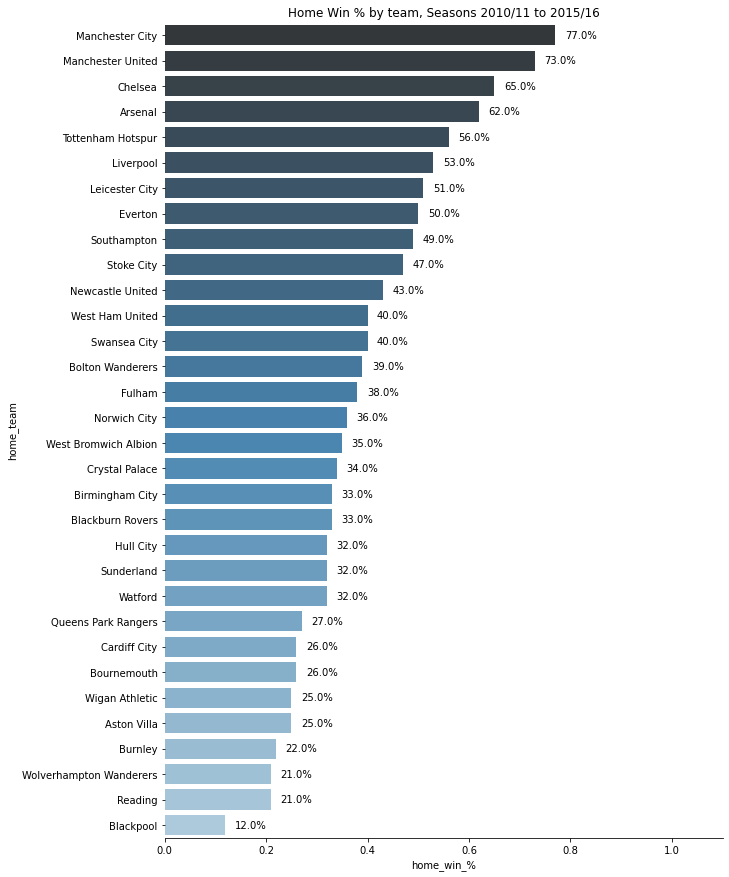 Home Win % by team, Seasons 2010/11 to 2015/16
Manchester City 77.0%
Manchester United 73.0%
Chelsea 65.0%
Arsenal 62.0%
Tottenham Hotspur 56.0%
Liverpool 53.0%
Leicester City 51.0%
Everton 50.0%
Southampton 49.0%
Stoke City 47.0%
Newcastle United 43.0%
West Ham United 40.0%
Swansea City 40.0%
Bolton Wanderers 39.0%
Fulham 38.0%
Norwich City 36.0%
home_team
West Bromwich Albion 35.0%
Crystal Palace 34.0%
Birmingham City 33.0%
Blackburn Rovers 33.0%
Hull City 32.0%
Sunderland 32.0%
Watford 32.0%
Queens Park Rangers 27.0%
Cardiff City 26.0%
Bournemouth 26.0%
Wigan Athletic 25.0%
Aston Villa 25.0%
Burnley 22.0%
Wolverhampton Wanderers 21.0%
Reading 21.0%
Blackpool 12.0%
0.0 0.2 0.4 0.6 0.8 1.0
home_win_%